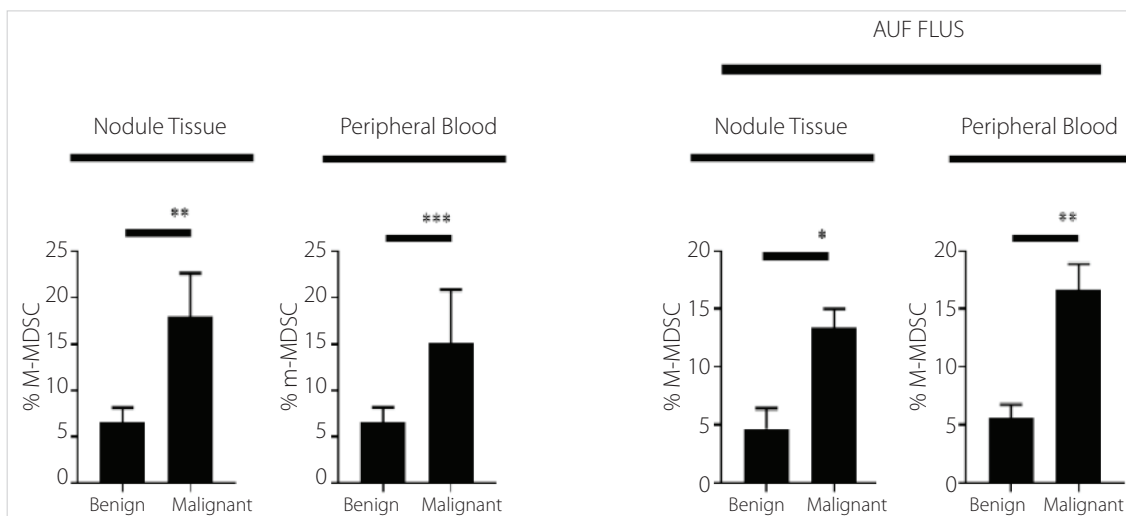 AUF FLUS
Nodule Tissue
Peripheral Blood
Nodule Tissue
Peripheral Blood
**
***
*
**
% M-MDSC
25
20
15
10
5
0
Benign Malignant
% m-MDSC
25
20
15
10
5
0
Benign Malignant
% M-MDSC
20
15
10
5
0
Benign Malignant
% M-MDSC
20
15
10
5
0
Benign Malignant